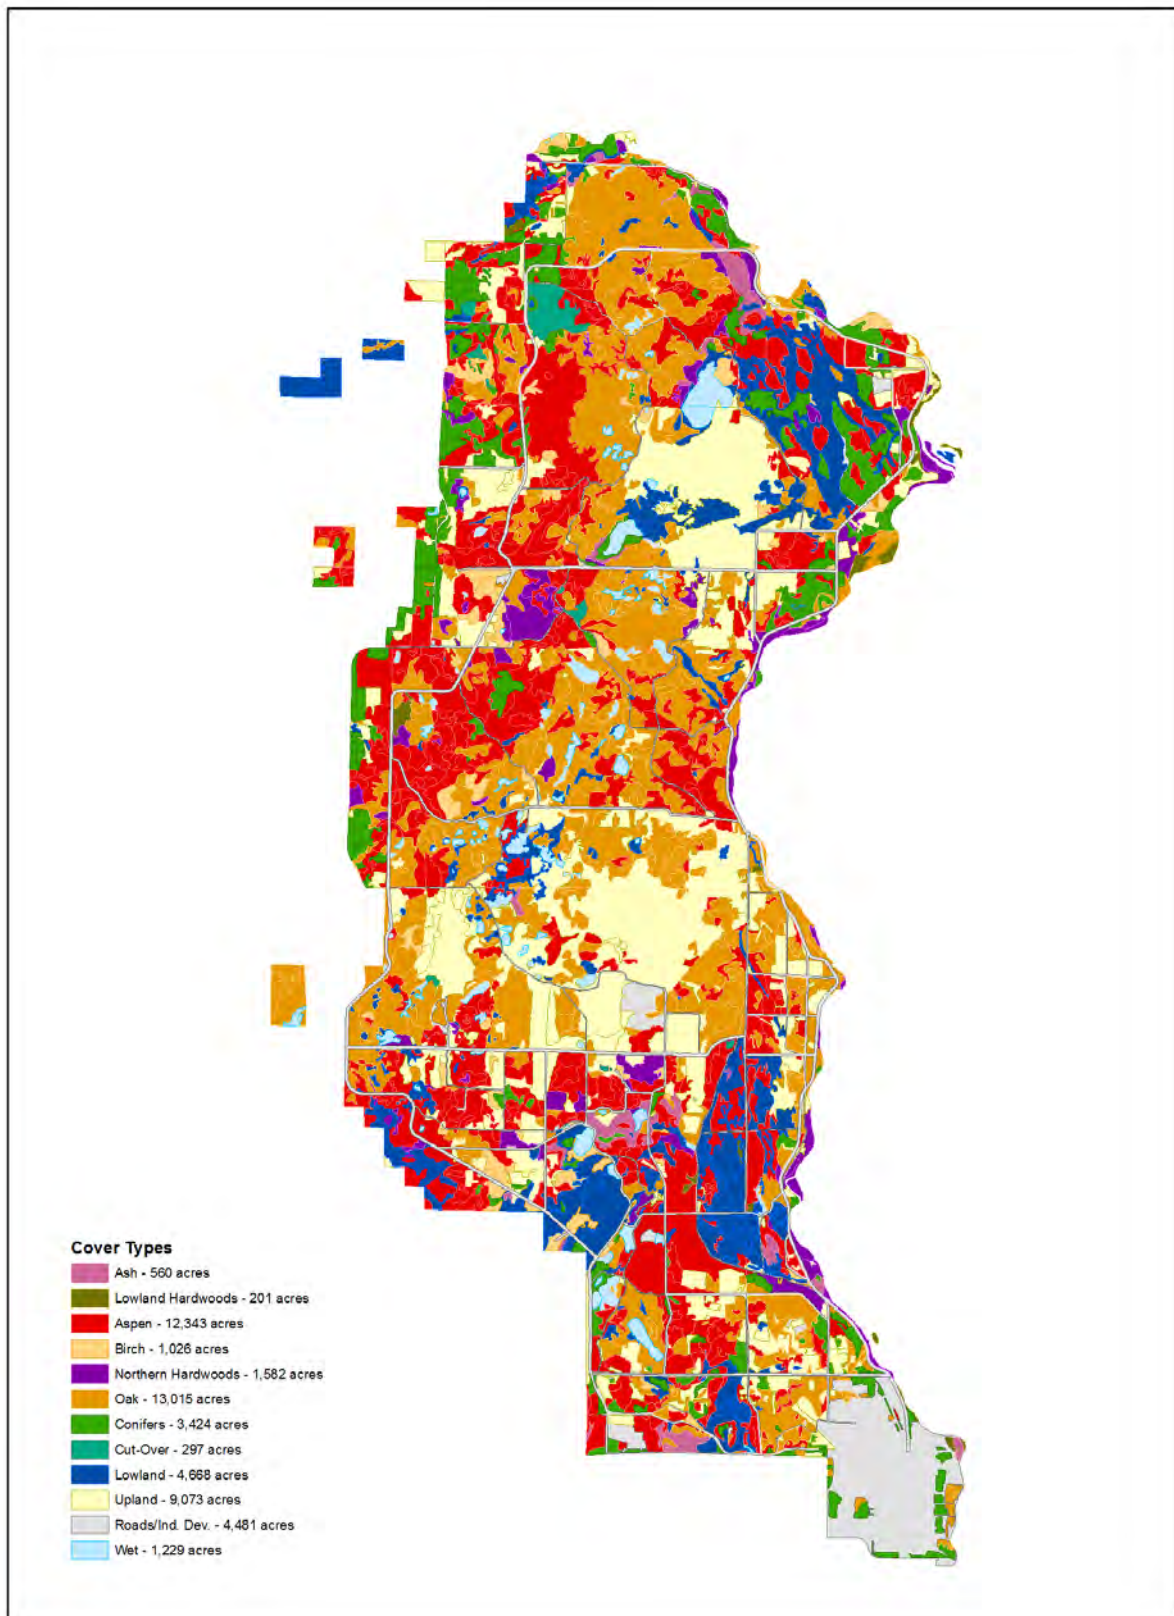 Cover Types
Ash - 560 acres
Lowland Hardwoods - 201 acres
Aspen - 12,343 acres
Birch - 1,026 acres
Northern Hardwoods - 1,582 acres
Oak - 13,015 acres
Conifers - 3,424 acres
Cut-Over - 297 acres
Lowland - 4,668 acres
Upland - 9,073 acres
Roads/Ind. Dev. - 4,481 acres
Wet - 1,229 acres